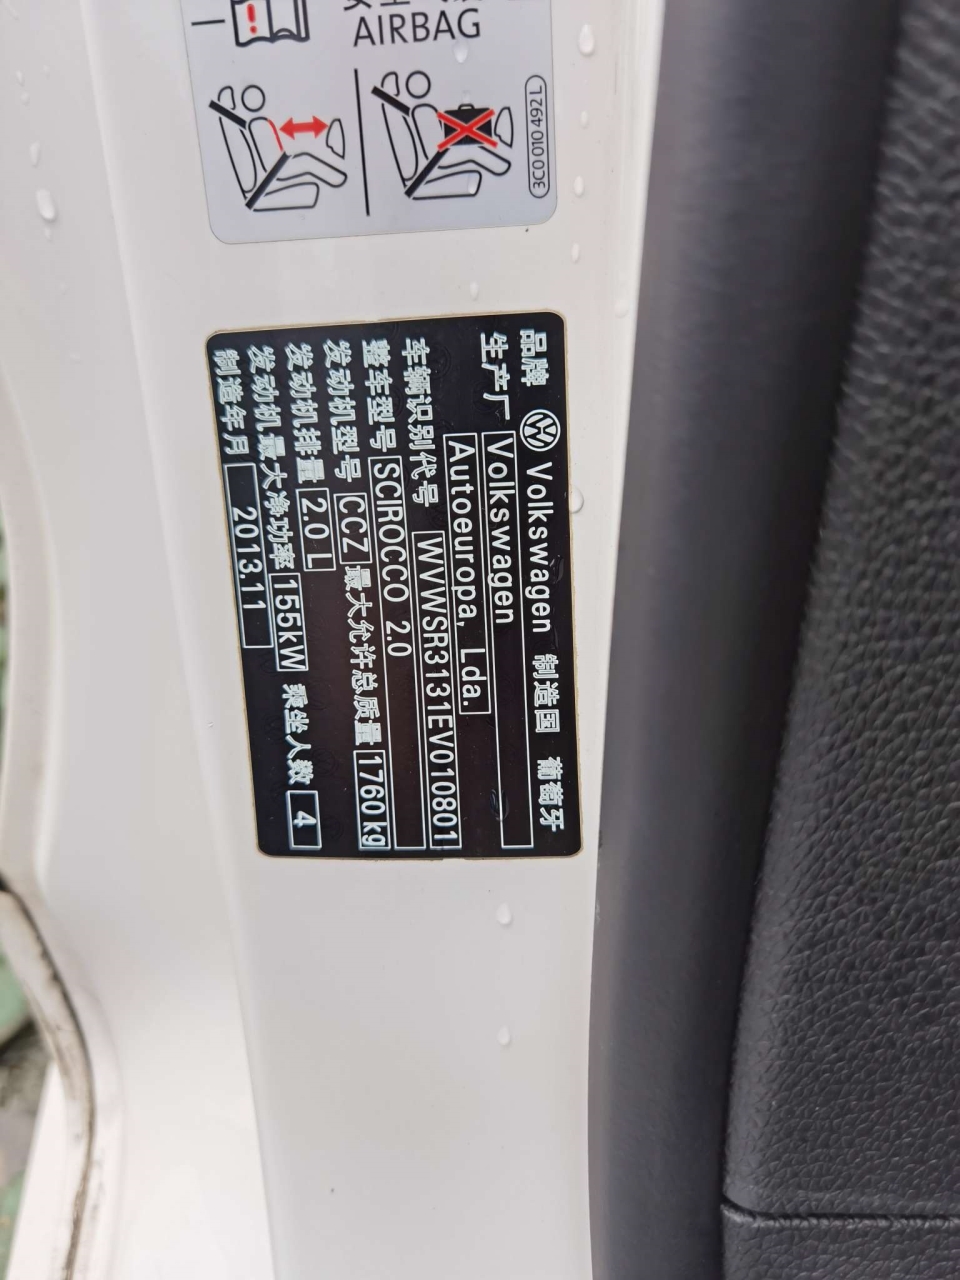 AIRBAG
3C0 010 492 L
品牌 Volkswagen 制造国 葡萄牙
生产厂 Volkswagen
Autoeuropa, Lda.
车辆识别代号 WVWSR3131EV010801
整车型号 SCIROCCO 2.0
发动机型号 CCZ 最大允许总质量 1760kg
发动机排量 2.0 L
发动机最大净功率 155kW 乘坐人数 4
制造年月 2013.11